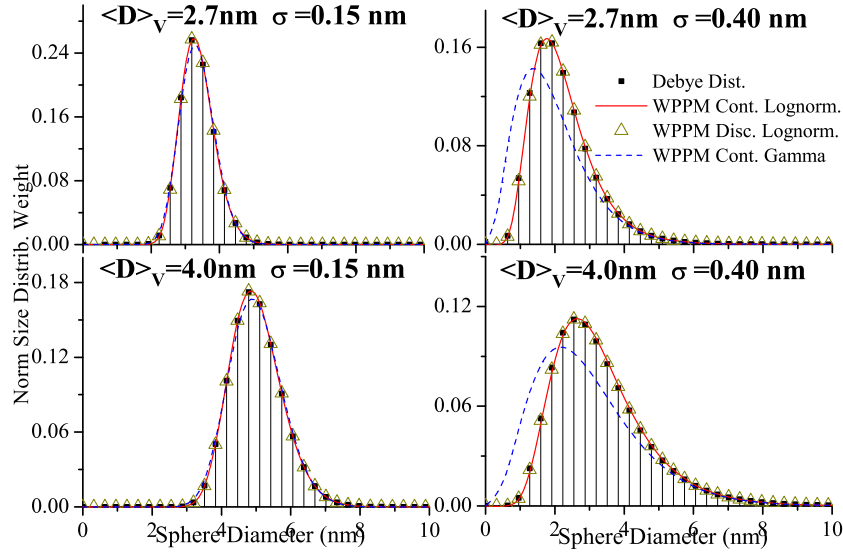 <D>V=2.7nm σ=0.15 nm
<D>V=2.7nm σ=0.40 nm
0.24
0.16
0.08
0.00
0.16
0.08
0.00
Debye Dist.
WPPM Cont. Lognorm.
WPPM Disc. Lognorm.
WPPM Cont. Gamma
Norm Size Distrib. Weight
<D>V=4.0nm σ=0.15 nm
<D>V=4.0nm σ=0.40 nm
0.18
0.12
0.06
0.00
0.12
0.06
0.00
0 2 4 6 8 10
0 2 4 6 8 10
Sphere Diameter (nm)
Sphere Diameter (nm)